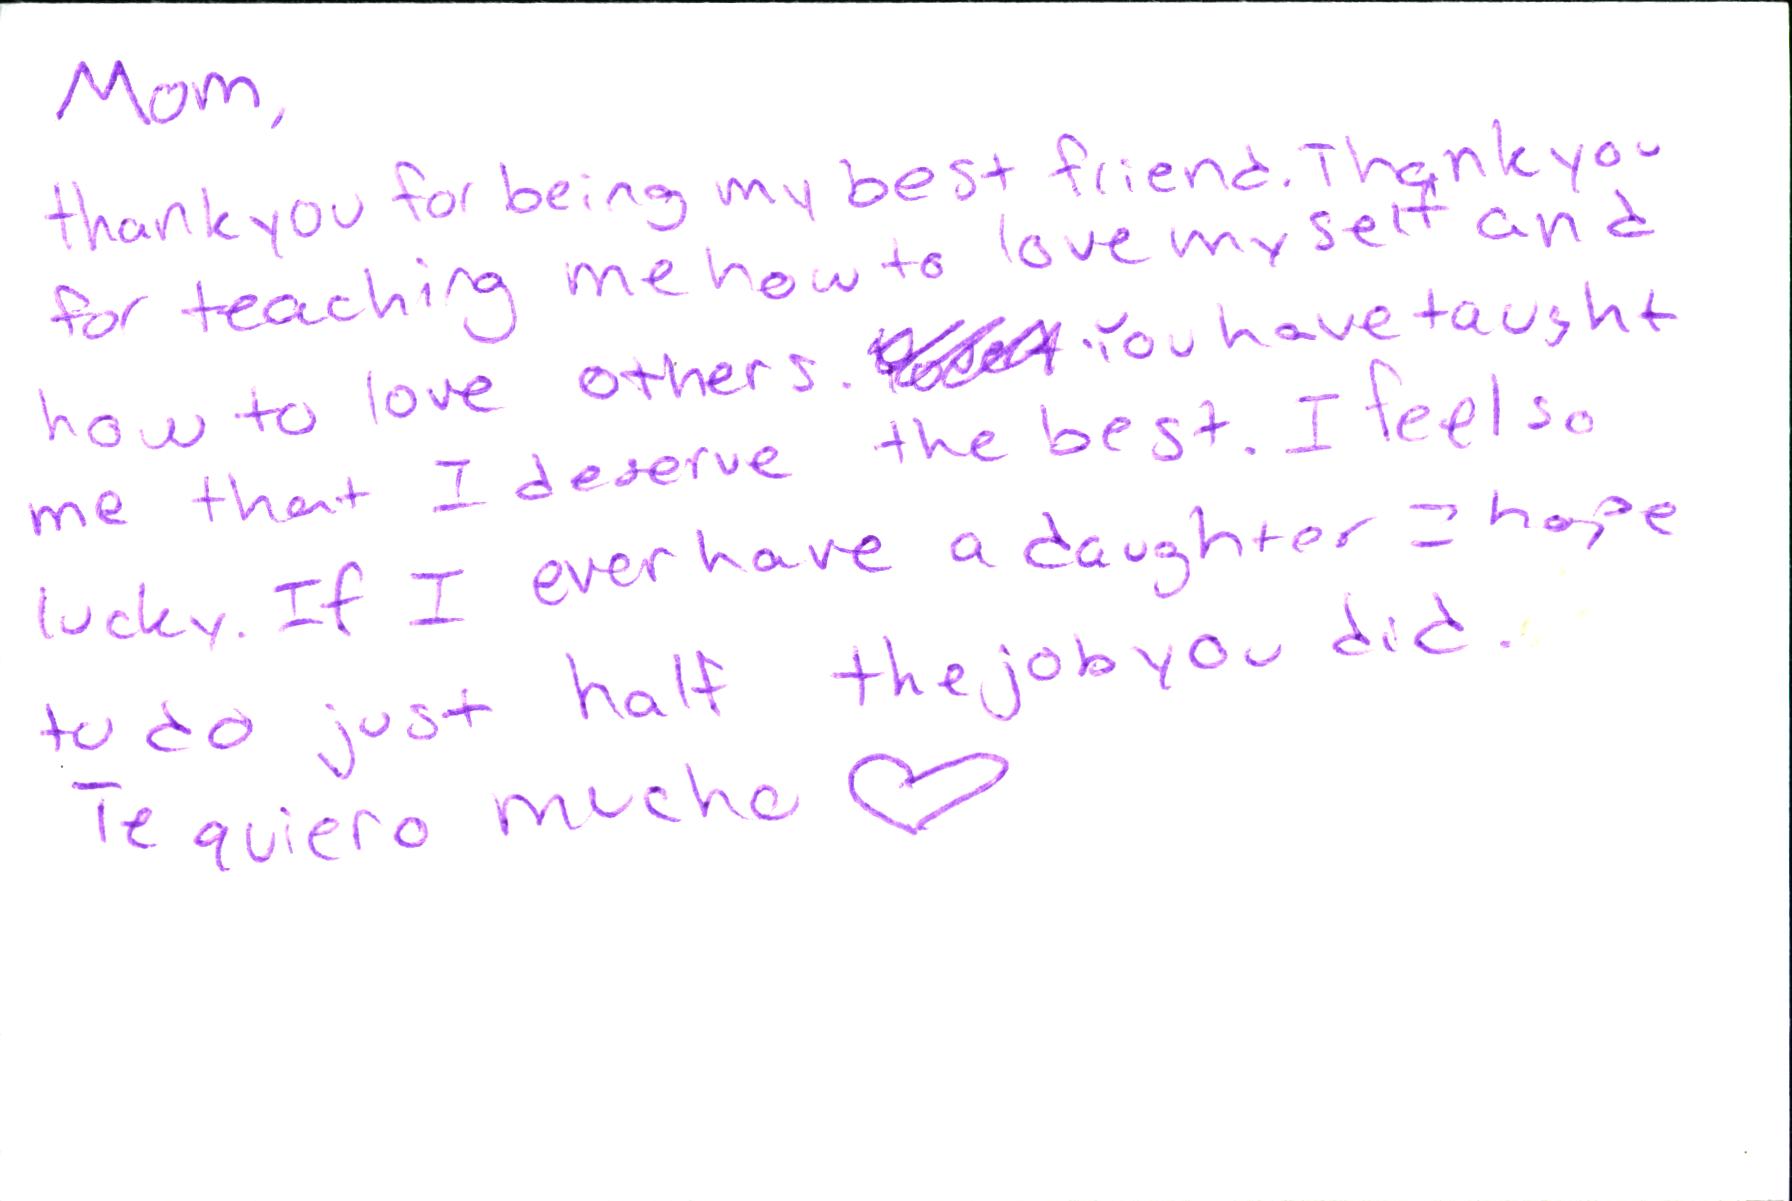 Mom,
thank you for being my best friend. Thank you
for teaching me how to love myself and
how to love others. You have taught
me that I deserve the best. I feel so
lucky. If I ever have a daughter I hope
to do just half the job you did.
Te quiero mucho